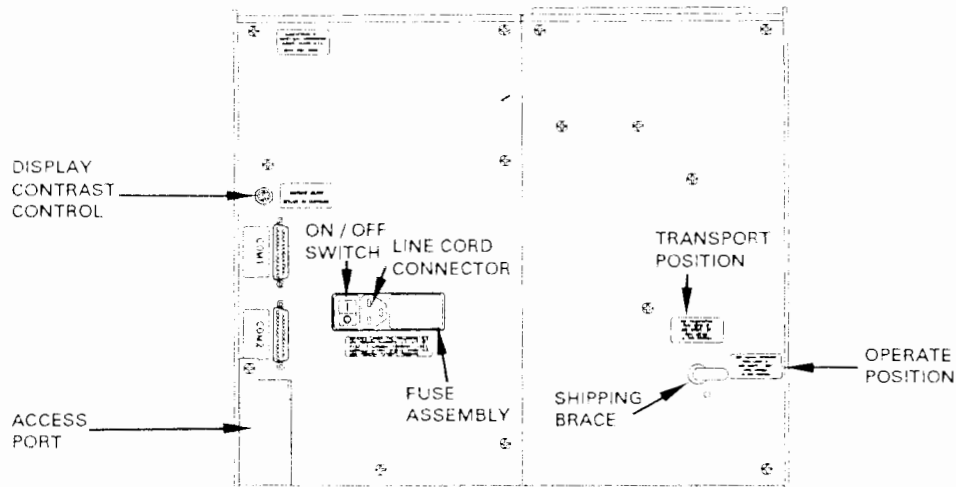 DISPLAY
CONTRAST
CONTROL
COM1
ON / OFF
SWITCH
LINE CORD
CONNECTOR
TRANSPORT
POSITION
COM2
OPERATE
POSITION
FUSE
ASSEMBLY
SHIPPING
BRACE
ACCESS
PORT